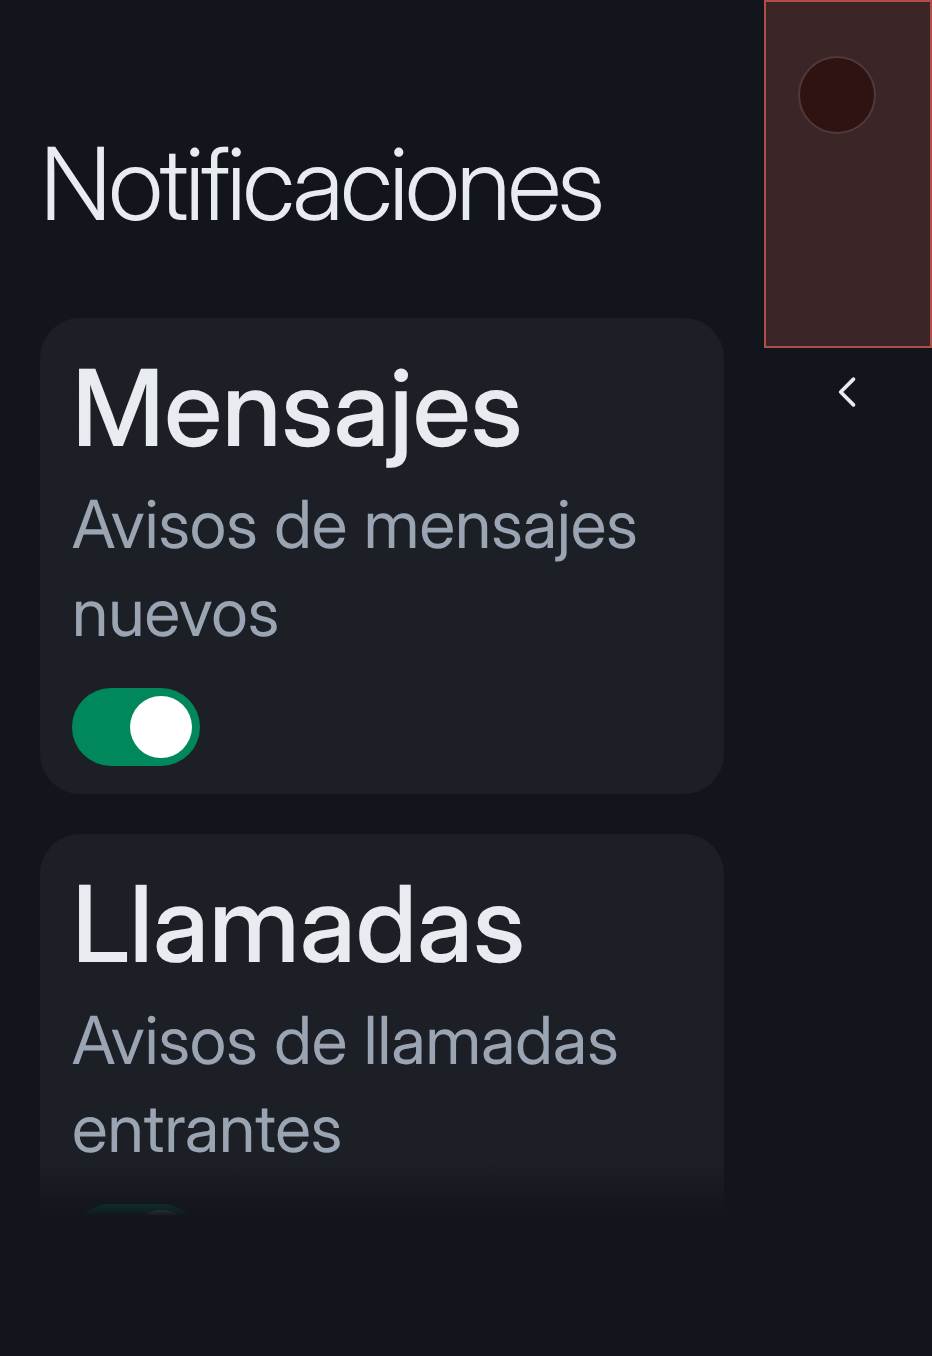 Notificaciones
Mensajes
Avisos de mensajes
nuevos
Llamadas
Avisos de llamadas
entrantes